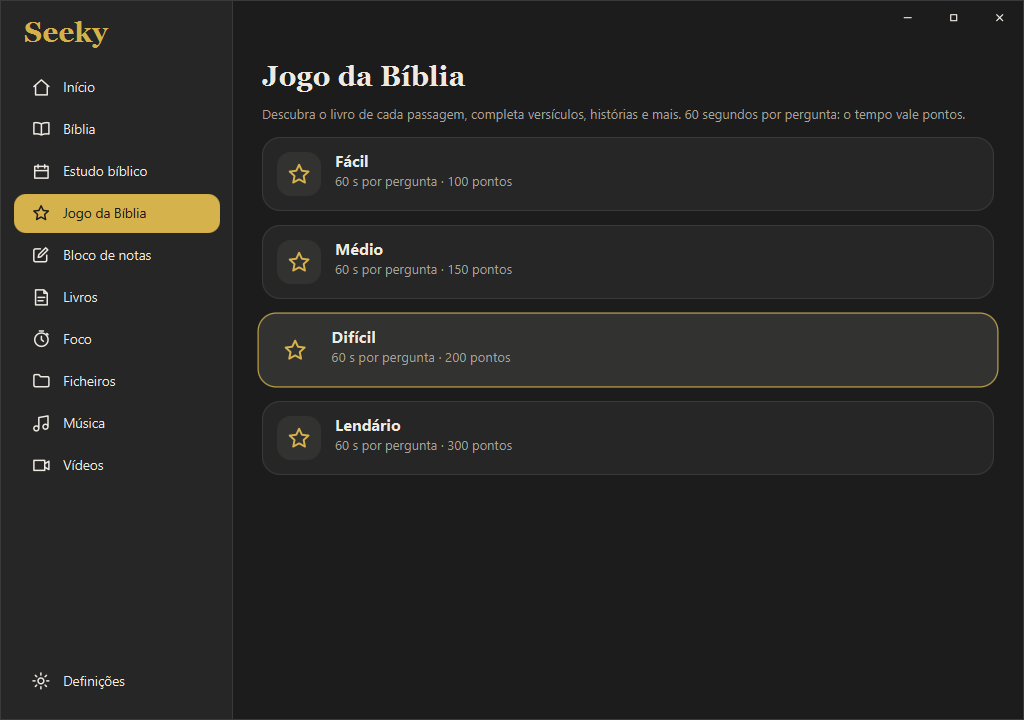 Seeky
Início
Bíblia
Estudo bíblico
Jogo da Bíblia
Bloco de notas
Livros
Foco
Ficheiros
Música
Vídeos
Definições
Jogo da Bíblia
Descubra o livro de cada passagem, completa versículos, histórias e mais. 60 segundos por pergunta: o tempo vale pontos.
Fácil
60 s por pergunta · 100 pontos
Médio
60 s por pergunta · 150 pontos
Difícil
60 s por pergunta · 200 pontos
Lendário
60 s por pergunta · 300 pontos